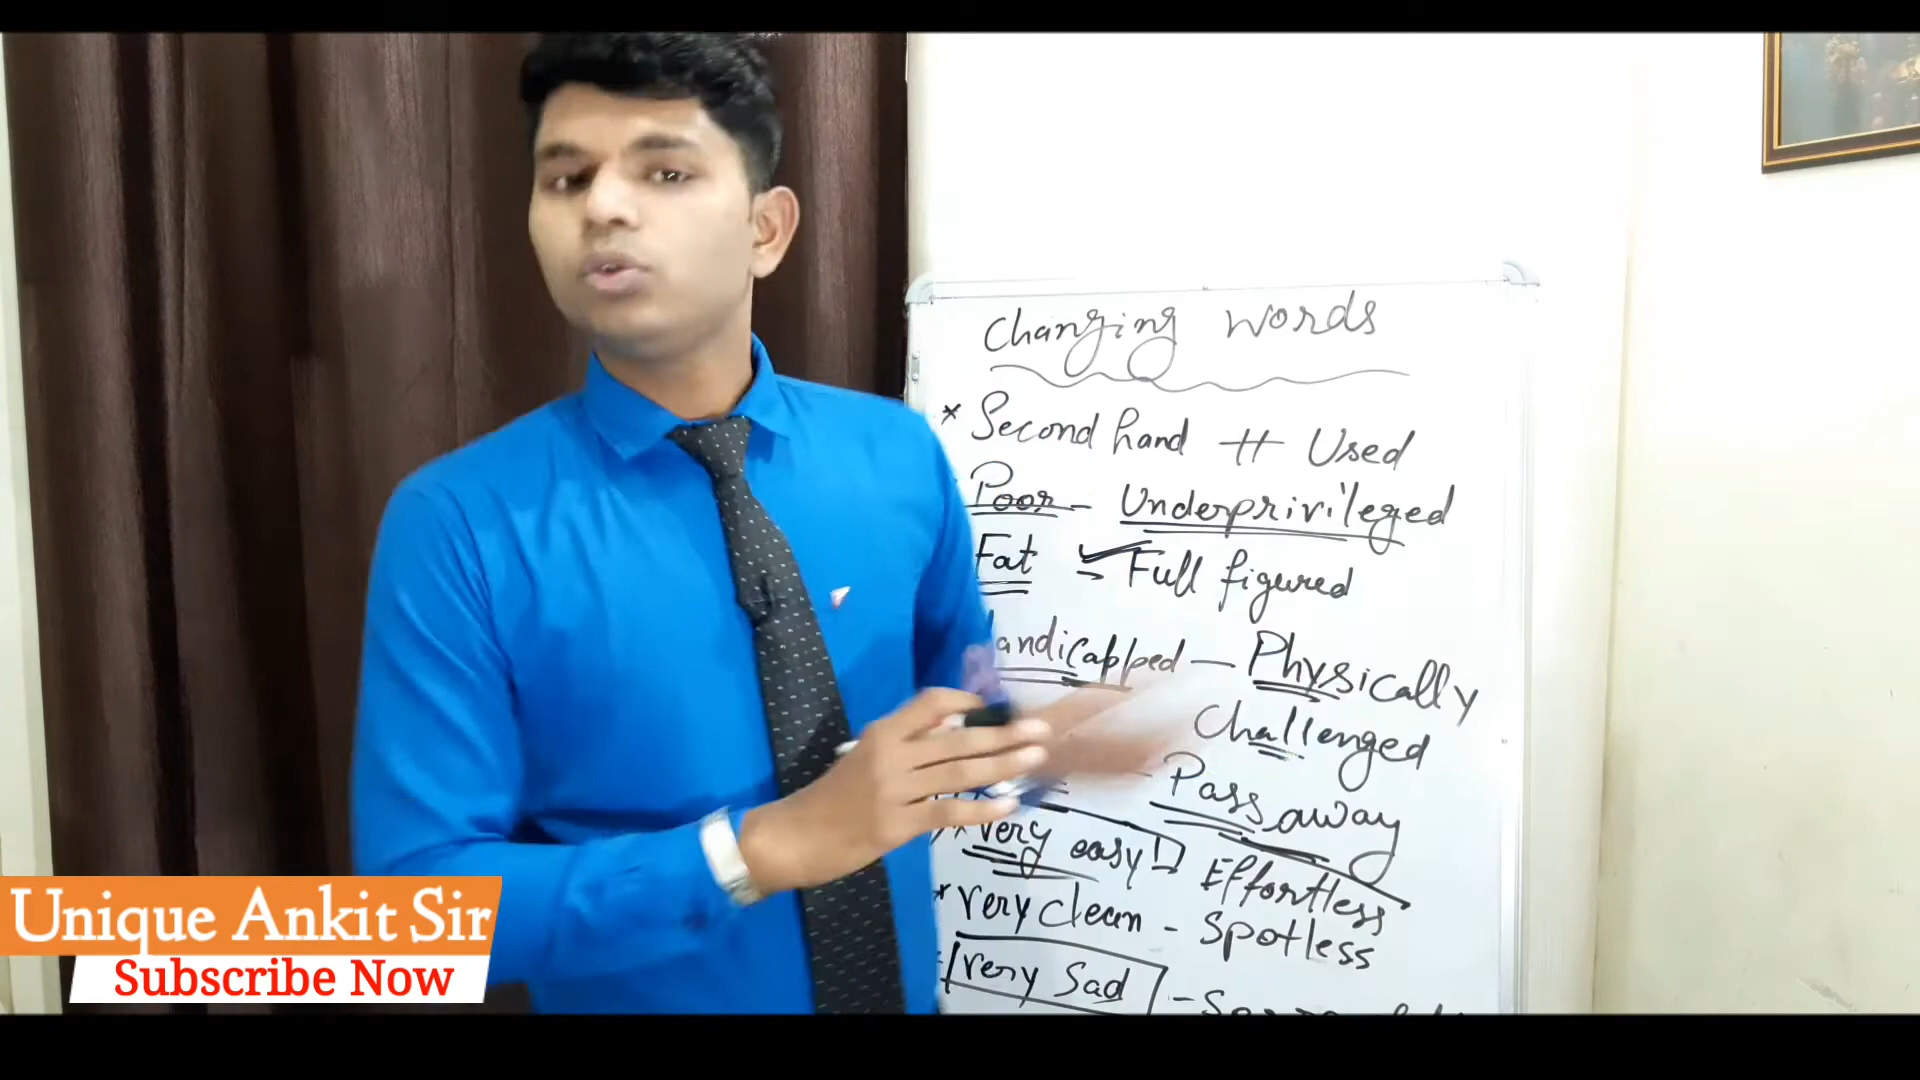 Changing Words
* Second hand - Used
Poor - Underprivileged
Fat - Full figured
andicapped - Physically
Challenged
Pass away
* very easy - Effortless
* very clean - Spotless
very Sad -
Unique Ankit Sir
Subscribe Now